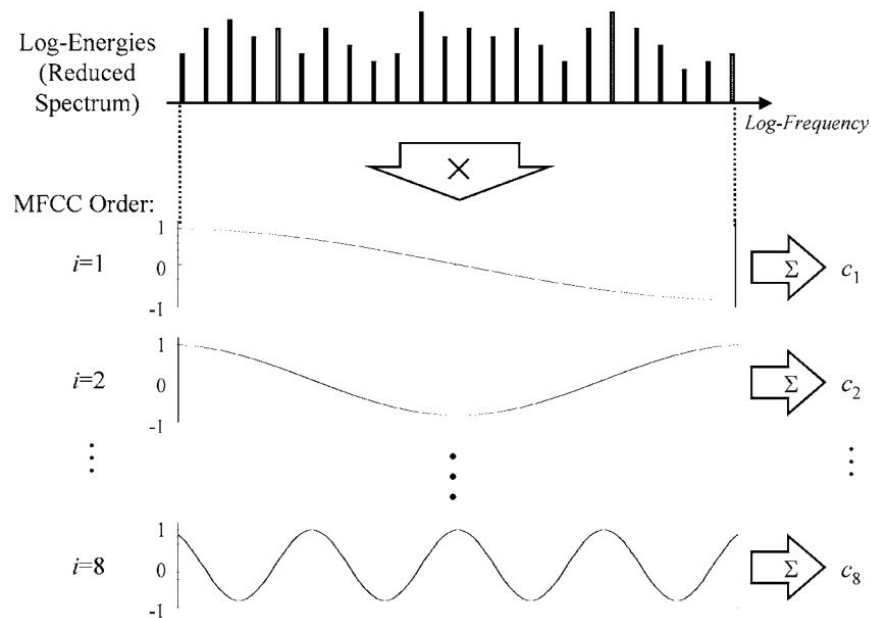 Log-Energies
(Reduced
Spectrum)
Log-Frequency
×
MFCC Order:
1
i=1
0
-1
Σ
c₁
1
i=2
0
-1
Σ
c₂
1
i=8
0
-1
Σ
c₈